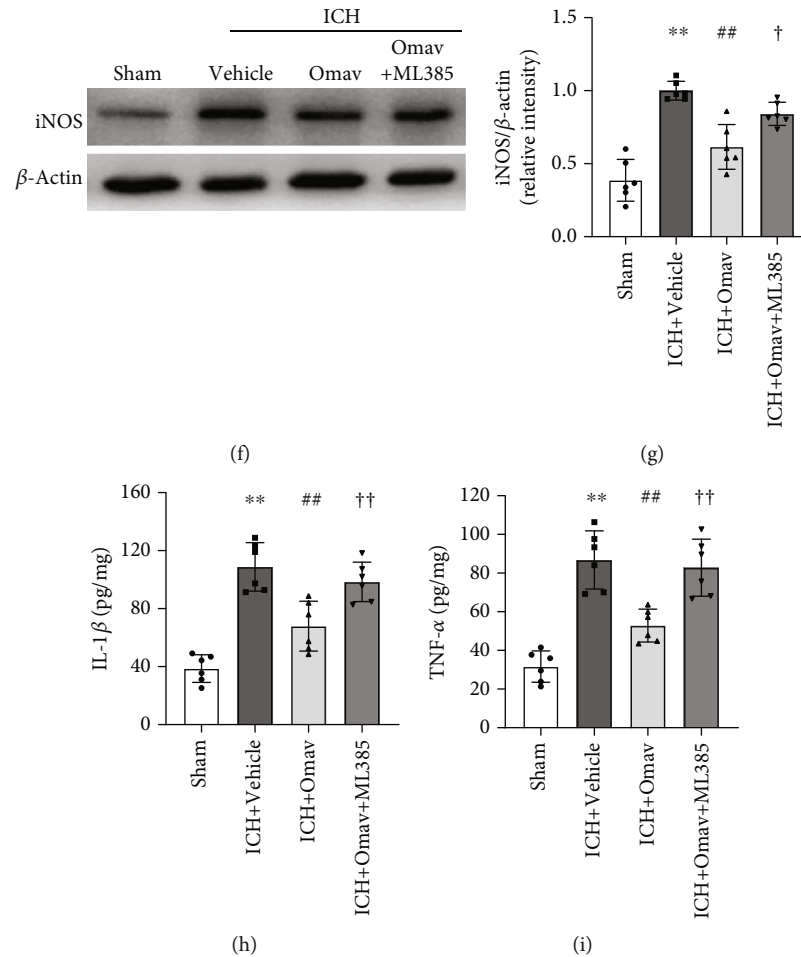 ICH
Sham Vehicle Omav Omav
+ML385
iNOS
β-Actin
(f)
iNOS/β-actin
(relative intensity)
1.5
1.0
0.5
0.0
** ## †
Sham
ICH+Vehicle
ICH+Omav
ICH+Omav+ML385
(g)
IL-1β (pg/mg)
160
120
80
40
0
** ## ††
Sham
ICH+Vehicle
ICH+Omav
ICH+Omav+ML385
(h)
TNF-α (pg/mg)
120
100
80
60
40
20
0
** ## ††
Sham
ICH+Vehicle
ICH+Omav
ICH+Omav+ML385
(i)